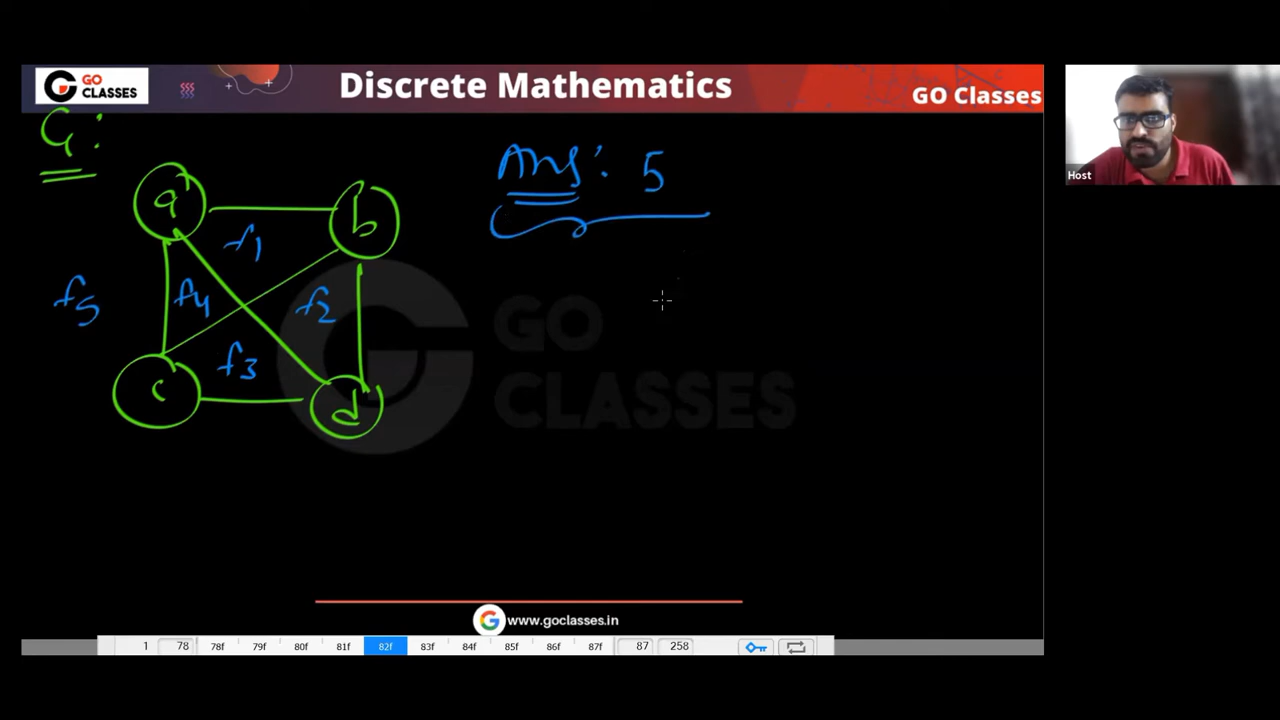 GO CLASSES
Discrete Mathematics
GO Classes
G:
Ans: 5
a
b
f1
f5
f4
f2
f3
c
d
GO
CLASSES
Host
www.goclasses.in
1 78 78f 79f 80f 81f 82f 83f 84f 85f 86f 87f 87 258